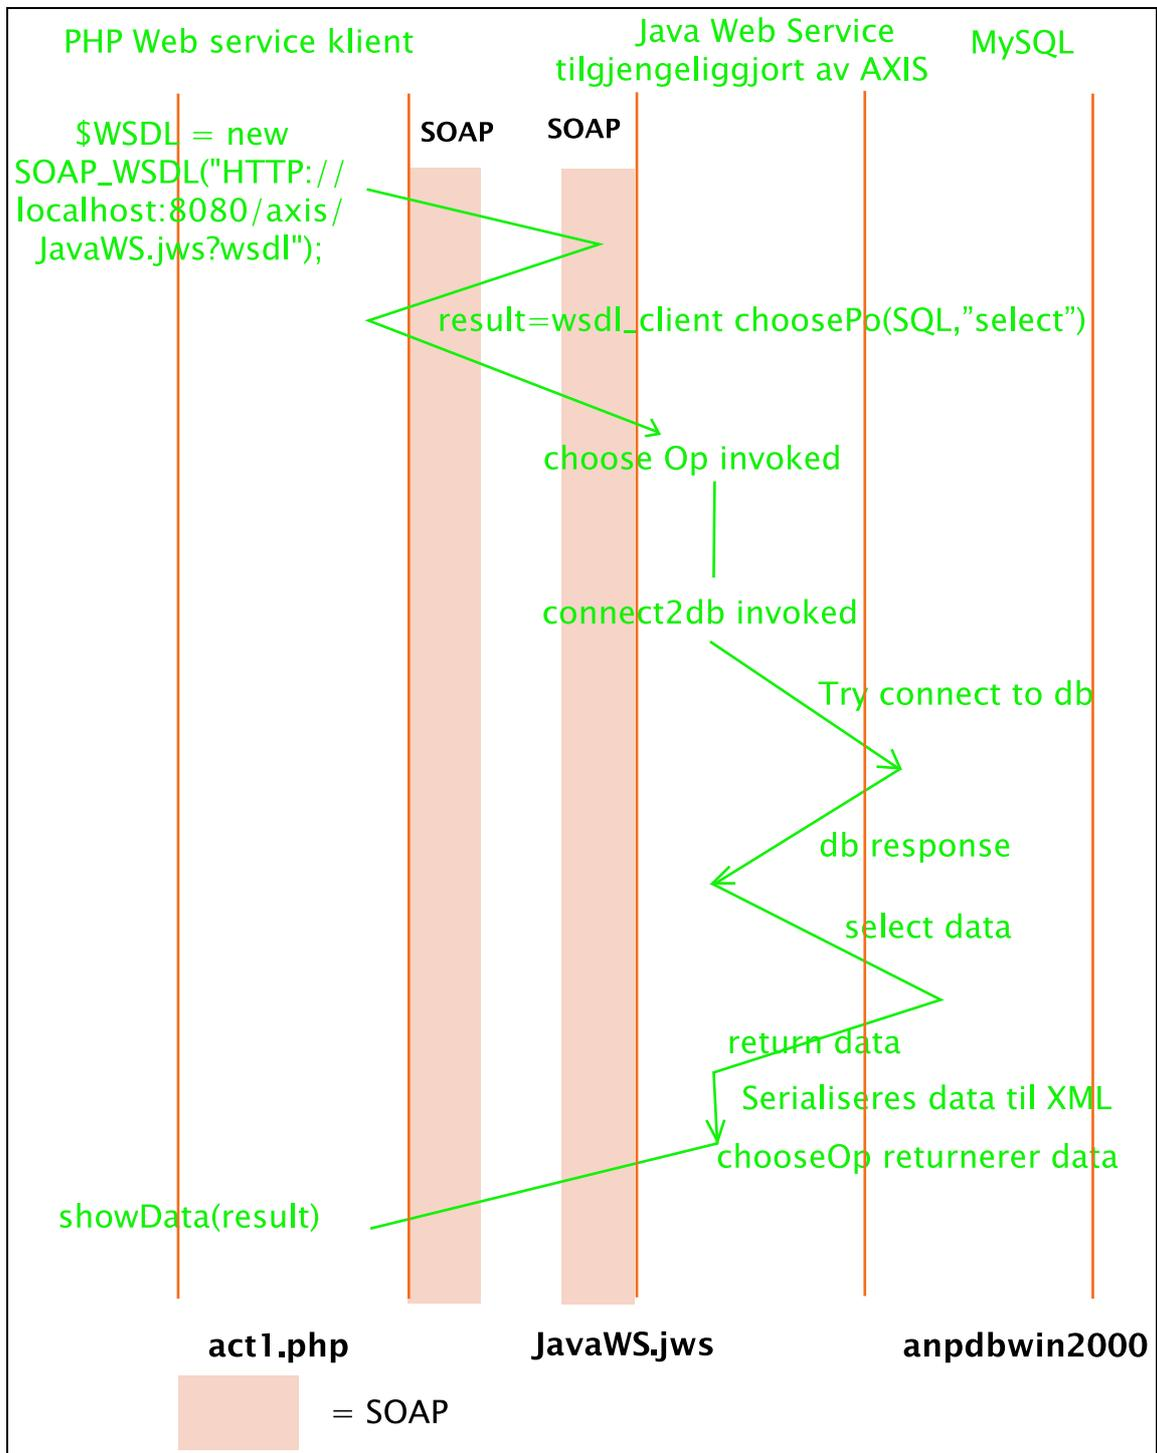 PHP Web service klient
Java Web Service
tilgjengeliggjort av AXIS
MySQL
SOAP
SOAP
$WSDL = new
SOAP_WSDL("HTTP://
localhost:8080/axis/
JavaWS.jws?wsdl");
result=wsdl_client choosePo(SQL,”select”)
choose Op invoked
connect2db invoked
Try connect to db
db response
select data
return data
Serialiseres data til XML
chooseOp returnerer data
showData(result)
act1.php
JavaWS.jws
anpdbwin2000
= SOAP